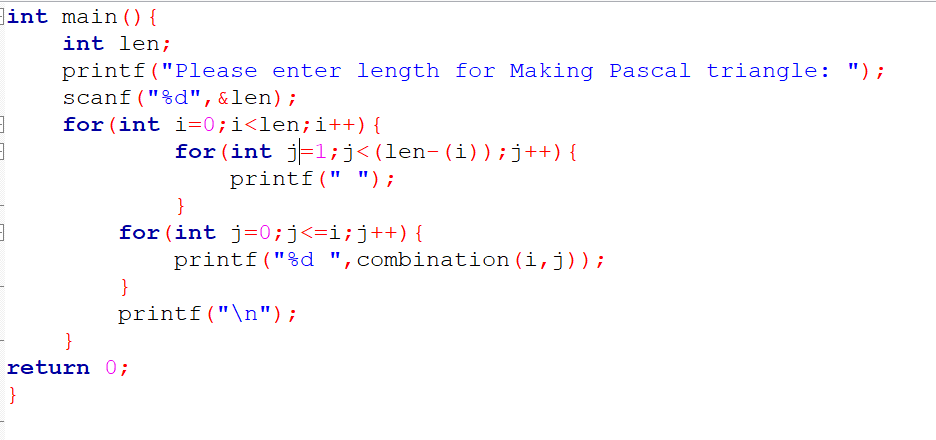 int main(){
    int len;
    printf("Please enter length for Making Pascal triangle: ");
    scanf("%d",&len);
    for(int i=0;i<len;i++){
            for(int j=1;j<(len-(i));j++){
                printf(" ");
            }
        for(int j=0;j<=i;j++){
            printf("%d ",combination(i,j));
        }
        printf("\n");
    }
return 0;
}